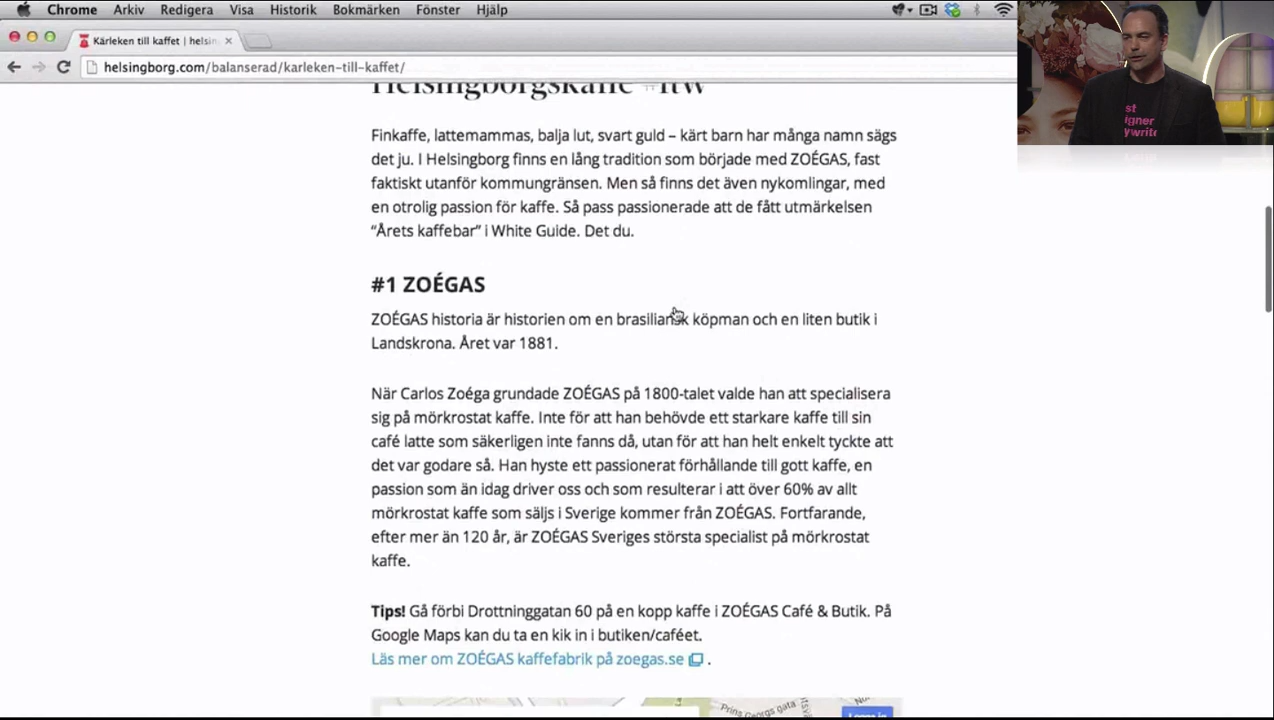 Chrome Arkiv Redigera Visa Historik Bokmärken Fönster Hjälp
Kärleken till kaffet | helsin
helsingborg.com/balanserad/karleken-till-kaffet/
Helsingborgskaffe #ftw
Finkaffe, lattemammas, balja lut, svart guld – kärt barn har många namn sägs
det ju. I Helsingborg finns en lång tradition som började med ZOÉGAS, fast
faktiskt utanför kommungränsen. Men så finns det även nykomlingar, med
en otrolig passion för kaffe. Så pass passionerade att de fått utmärkelsen
“Årets kaffebar” i White Guide. Det du.
#1 ZOÉGAS
ZOÉGAS historia är historien om en brasiliansk köpman och en liten butik i
Landskrona. Året var 1881.
När Carlos Zoéga grundade ZOÉGAS på 1800-talet valde han att specialisera
sig på mörkrostat kaffe. Inte för att han behövde ett starkare kaffe till sin
café latte som säkerligen inte fanns då, utan för att han helt enkelt tyckte att
det var godare så. Han hyste ett passionerat förhållande till gott kaffe, en
passion som än idag driver oss och som resulterar i att över 60% av allt
mörkrostat kaffe som säljs i Sverige kommer från ZOÉGAS. Fortfarande,
efter mer än 120 år, är ZOÉGAS Sveriges största specialist på mörkrostat
kaffe.
Tips! Gå förbi Drottninggatan 60 på en kopp kaffe i ZOÉGAS Café & Butik. På
Google Maps kan du ta en kik in i butiken/caféet.
Läs mer om ZOÉGAS kaffefabrik på zoegas.se .
Prins Georgs gata
st
igner
ywrite